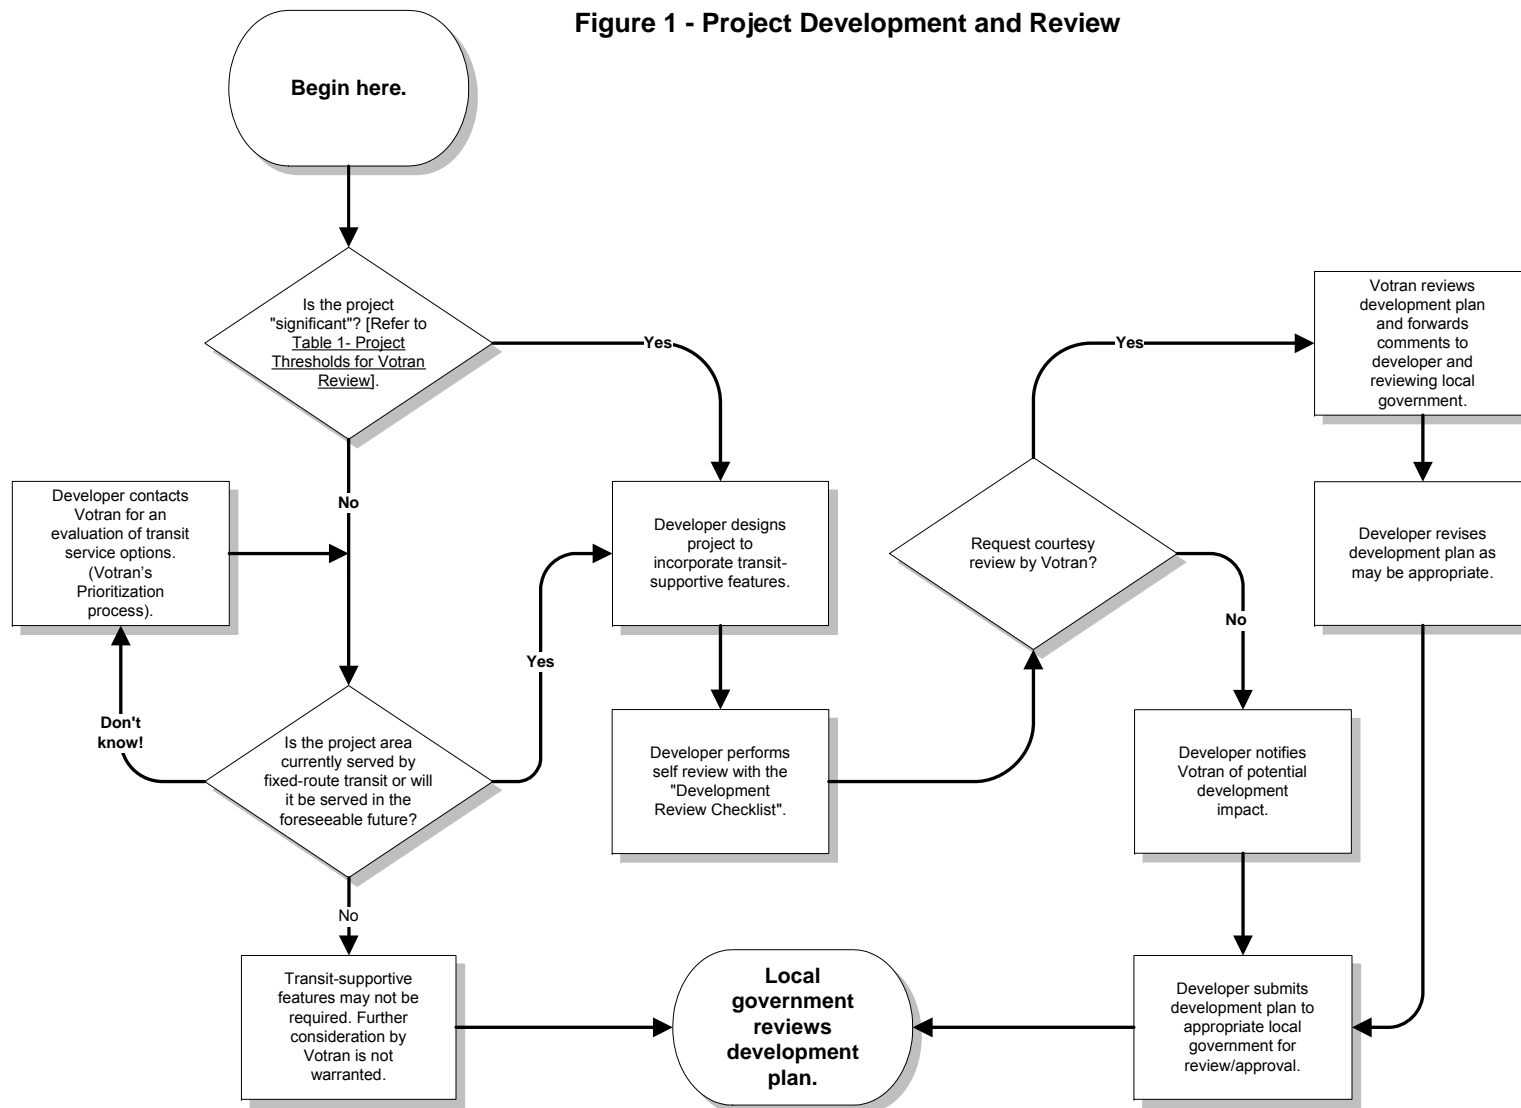 Figure 1 - Project Development and Review
Begin here.
Is the project
"significant"? [Refer to
Table 1- Project
Thresholds for Votran
Review].
Yes
No
Developer contacts
Votran for an
evaluation of transit
service options.
(Votran's
Prioritization
process).
Don't
know!
Is the project area
currently served by
fixed-route transit or will
it be served in the
foreseeable future?
Yes
No
Transit-supportive
features may not be
required. Further
consideration by
Votran is not
warranted.
Developer designs
project to
incorporate transit-
supportive features.
Developer performs
self review with the
"Development
Review Checklist".
Request courtesy
review by Votran?
Yes
No
Votran reviews
development plan
and forwards
comments to
developer and
reviewing local
government.
Developer revises
development plan as
may be appropriate.
Developer notifies
Votran of potential
development
impact.
Developer submits
development plan to
appropriate local
government for
review/approval.
Local
government
reviews
development
plan.